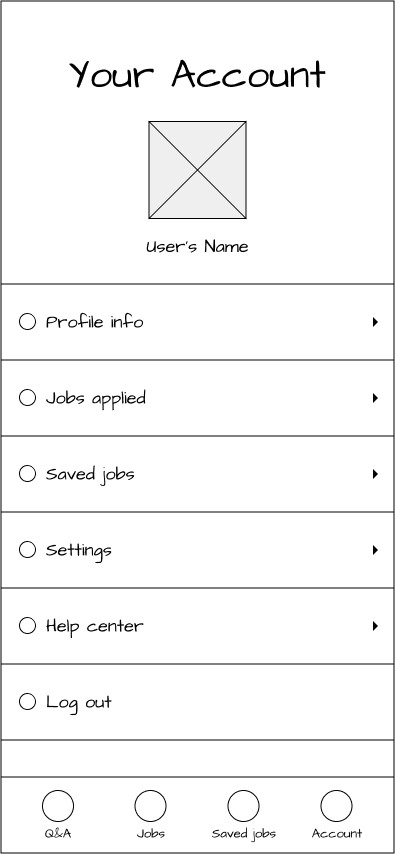 Your Account
User's Name
Profile info
Jobs applied
Saved jobs
Settings
Help center
Log out
Q&A
Jobs
Saved jobs
Account